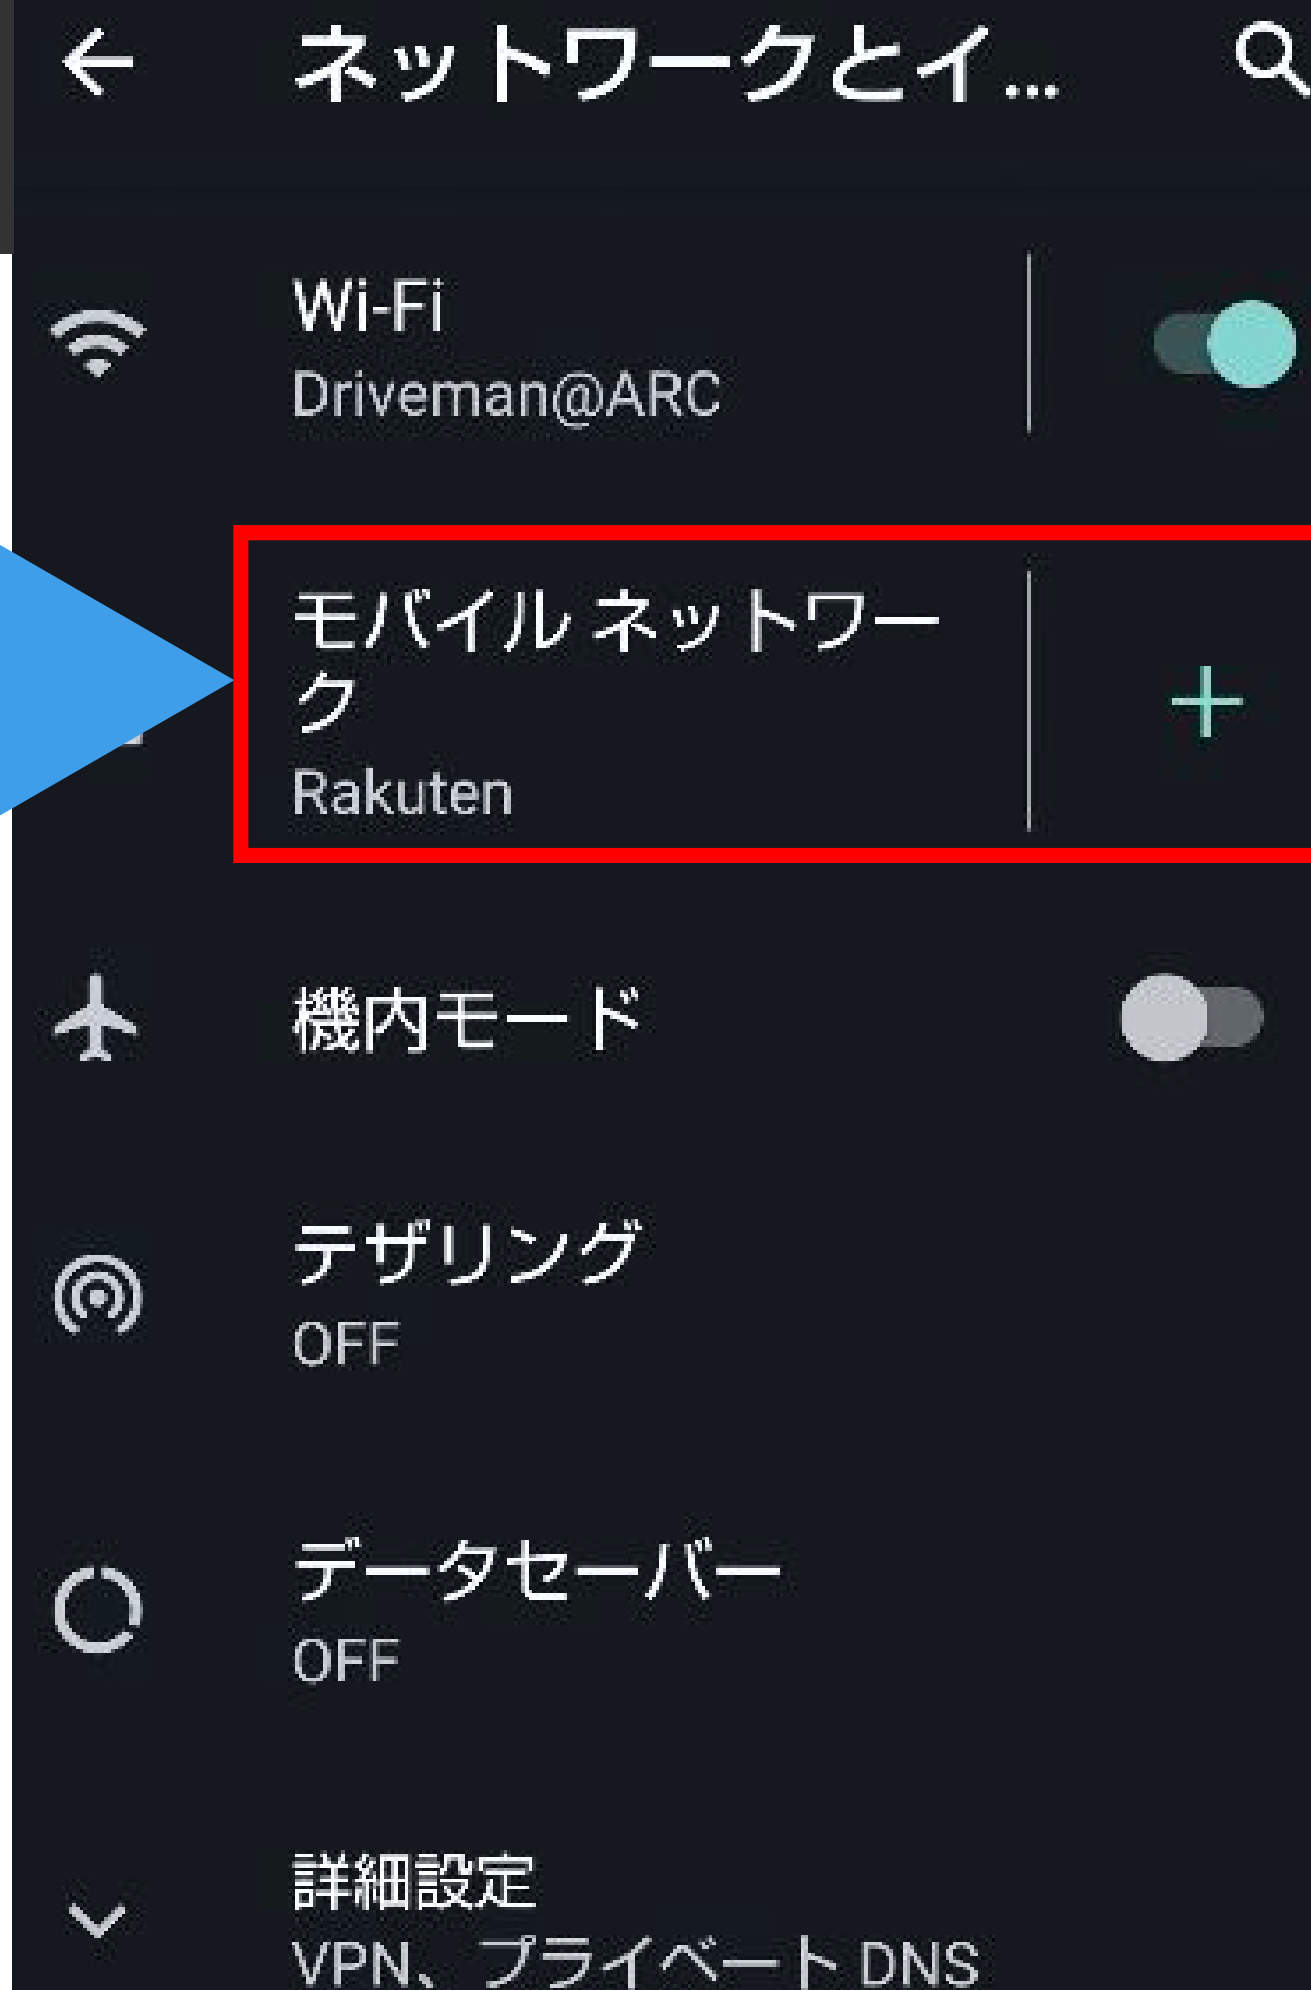 ネットワークとイ...
Wi-Fi
Driveman@ARC
モバイル ネットワー
ク
Rakuten
機内モード
テザリング
OFF
データセーバー
OFF
詳細設定
VPN、プライベート DNS